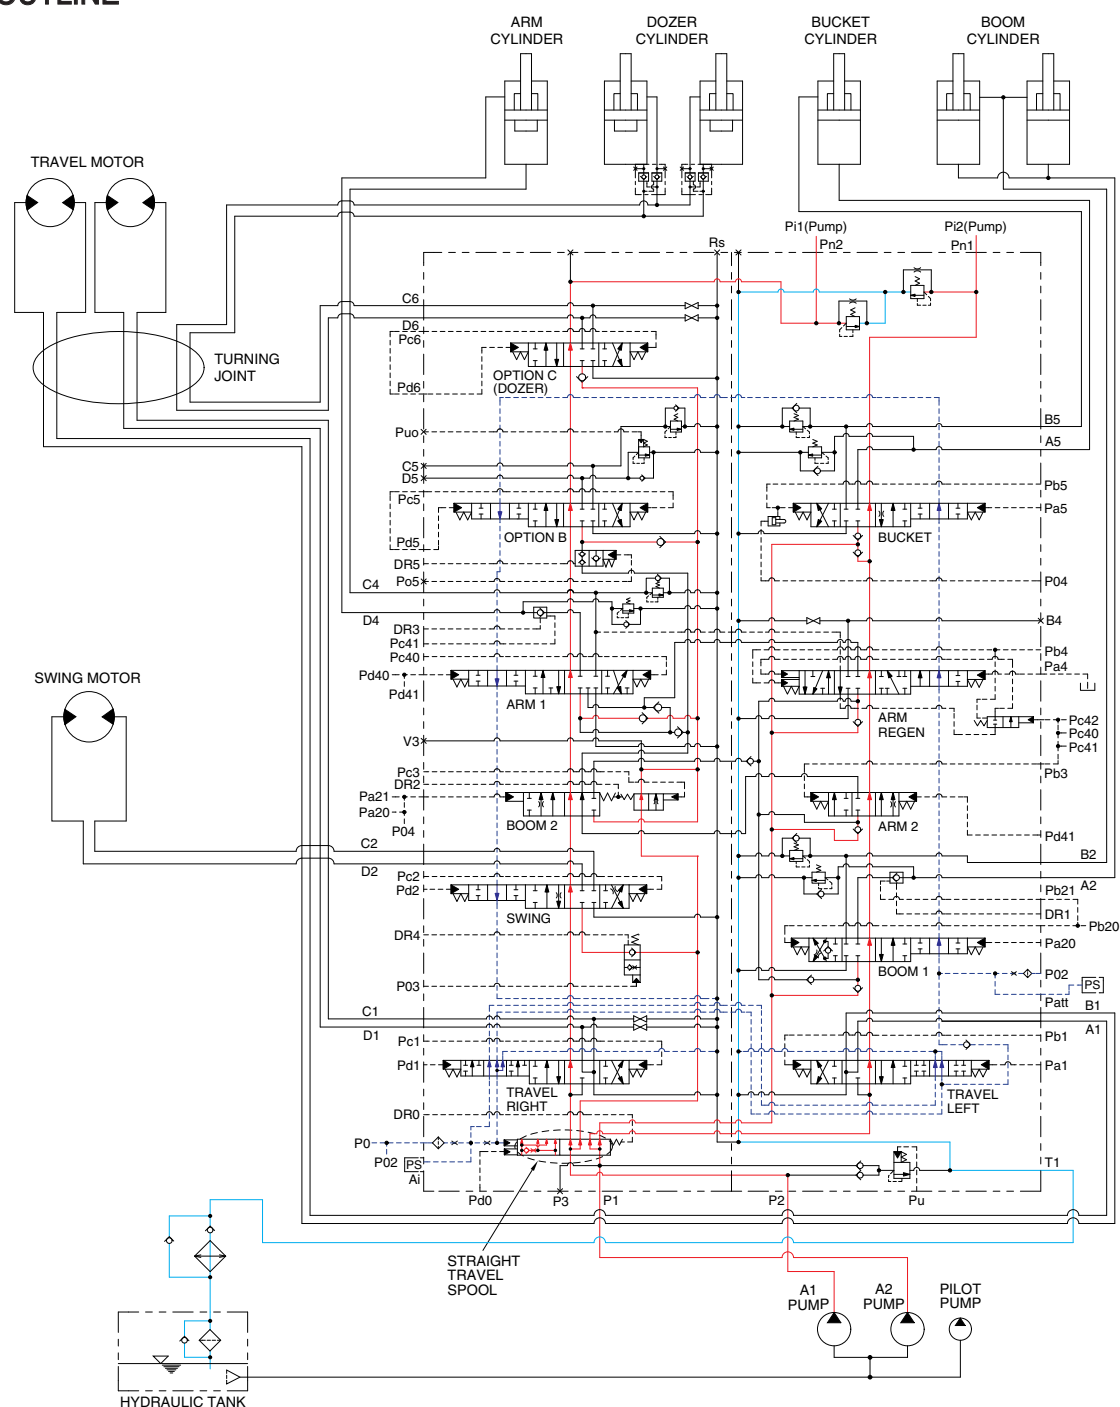 OUTLINE
ARM
CYLINDER
DOZER
CYLINDER
BUCKET
CYLINDER
BOOM
CYLINDER
TRAVEL MOTOR
Pi1(Pump)
Pi2(Pump)
Rs
Pn2
Pn1
C6
D6
Pc6
TURNING
JOINT
OPTION C
(DOZER)
Pd6
Puo
B5
A5
C5
D5
Pb5
Pc5
Pa5
OPTION B
BUCKET
Pd5
DR5
Po5
C4
P04
D4
B4
DR3
Pc41
Pc40
Pb4
Pd40
Pa4
Pd41
SWING MOTOR
ARM 1
ARM
REGEN
Pc42
Pc40
Pc41
V3
Pc3
Pb3
DR2
Pa21
Pa20
BOOM 2
ARM 2
P04
Pd41
C2
B2
D2
Pc2
A2
Pd2
Pb21
SWING
DR1
Pb20
DR4
Pa20
BOOM 1
P02
P03
PS
Patt
C1
B1
D1
A1
Pc1
Pb1
Pd1
Pa1
TRAVEL
RIGHT
TRAVEL
LEFT
DR0
P0
P02
PS
Ai
T1
Pd0
P3
P1
P2
Pu
STRAIGHT
TRAVEL
SPOOL
A1
PUMP
A2
PUMP
PILOT
PUMP
HYDRAULIC TANK